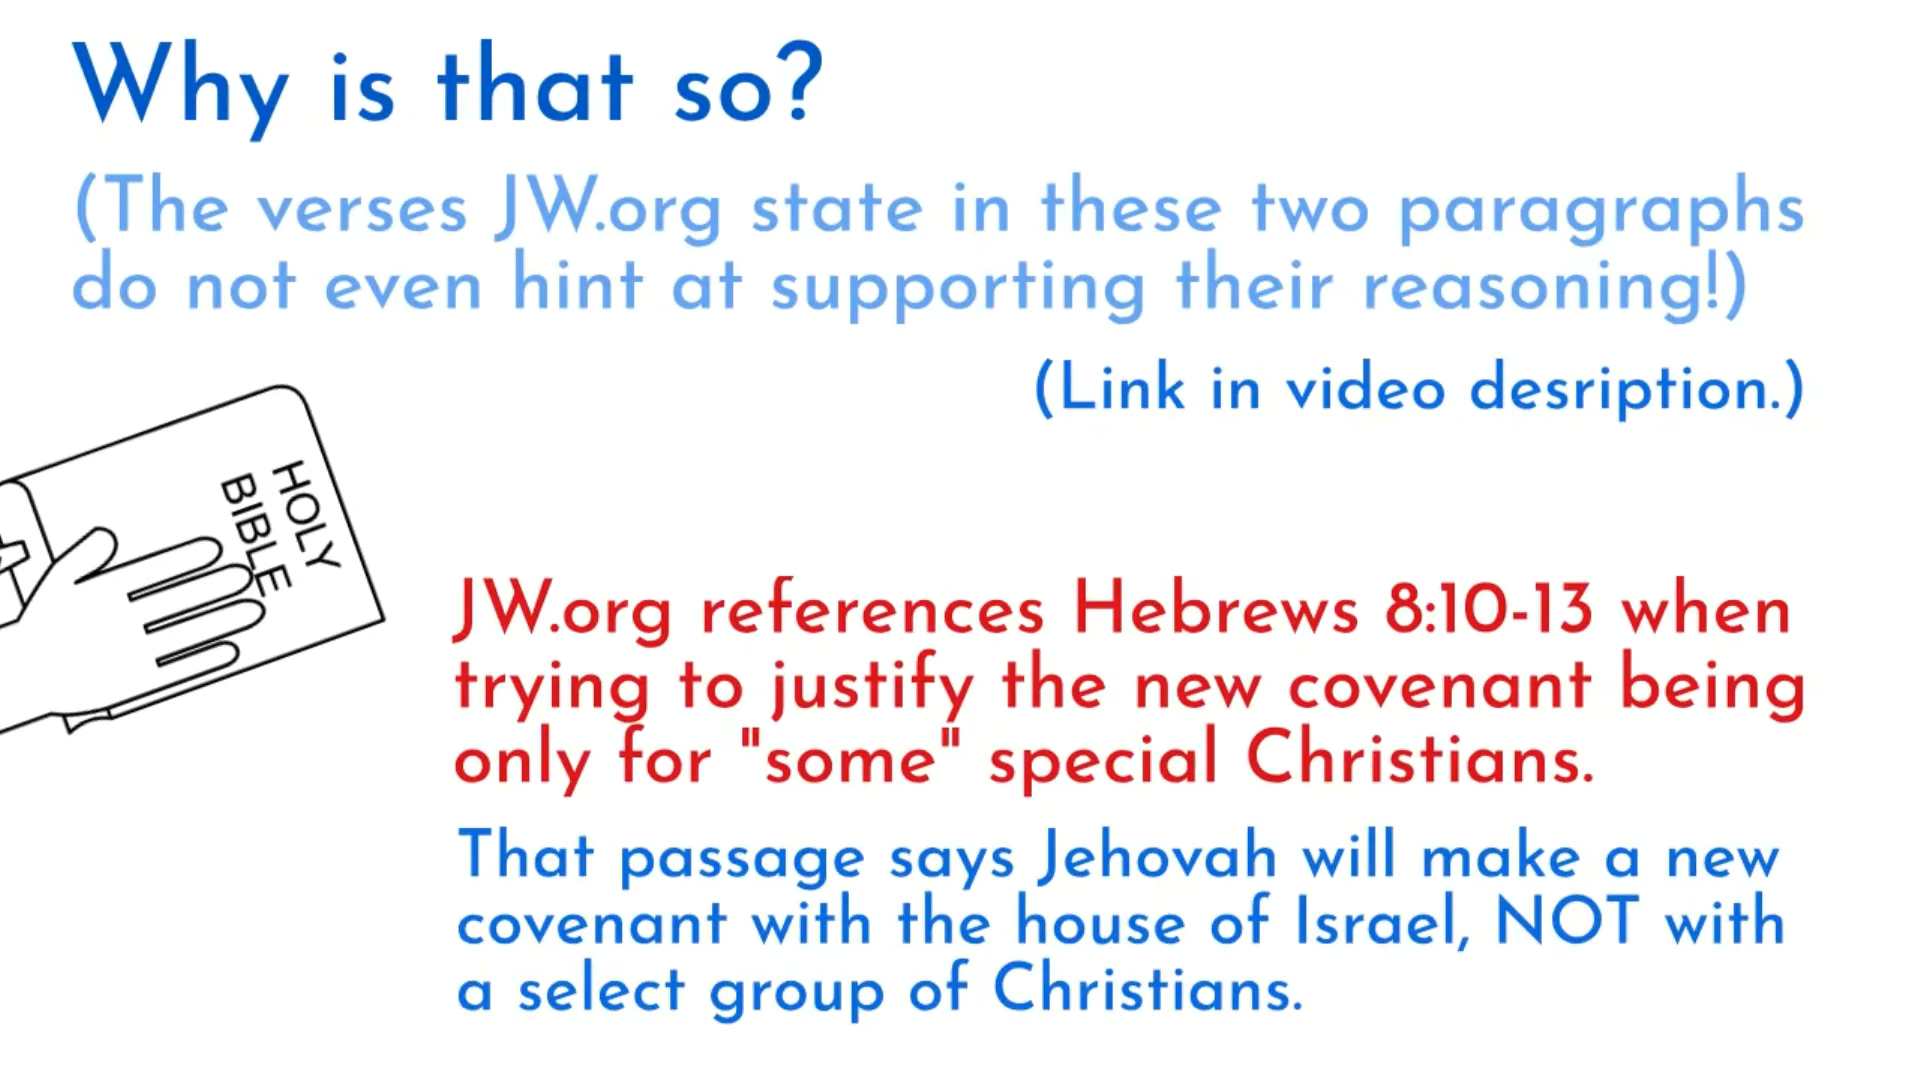 Why is that so?
(The verses JW.org state in these two paragraphs
do not even hint at supporting their reasoning!)
(Link in video desription.)
HOLY
BIBLE
JW.org references Hebrews 8:10-13 when
trying to justify the new covenant being
only for "some" special Christians.
That passage says Jehovah will make a new
covenant with the house of Israel, NOT with
a select group of Christians.